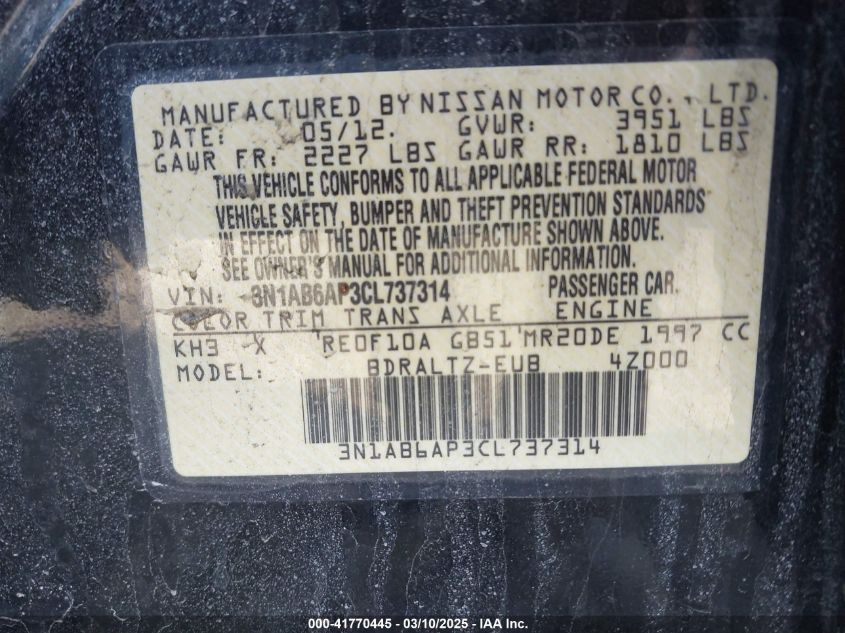 MANUFACTURED BY NISSAN MOTOR CO., LTD.
DATE: 05/12. GVWR: 3951 LBS
GAWR FR: 2227 LBS GAWR RR: 1810 LBS
THIS VEHICLE CONFORMS TO ALL APPLICABLE FEDERAL MOTOR
VEHICLE SAFETY, BUMPER AND THEFT PREVENTION STANDARDS
IN EFFECT ON THE DATE OF MANUFACTURE SHOWN ABOVE.
SEE OWNER'S MANUAL FOR ADDITIONAL INFORMATION.
VIN: 3N1AB6AP3CL737314 PASSENGER CAR.
COLOR TRIM TRANS AXLE ENGINE
KH3 X RE0F10A GB51 MR20DE 1997 CC
MODEL: BDRALTZ-EUB 4Z000
3N1AB6AP3CL737314
000-41770445 - 03/10/2025 - IAA Inc.